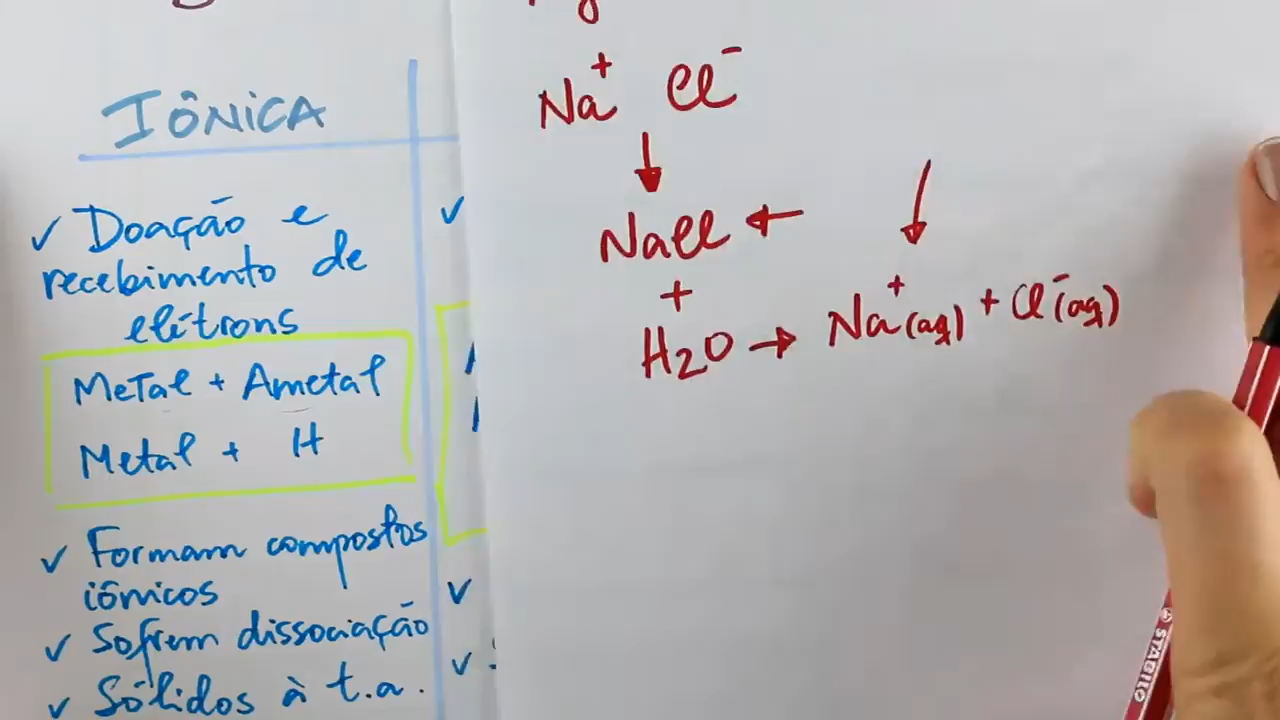 IÔNICA
✓ Doação e
recebimento de
elétrons
Metal + Ametal
Metal + H
✓ Formam compostos
iônicos
✓ Sofrem dissociação
✓ Sólidos à t.a.
Na⁺ Cl⁻
↓
NaCl ←
+
↓
H₂O → Na⁺(aq) + Cl⁻(aq)
STABILO